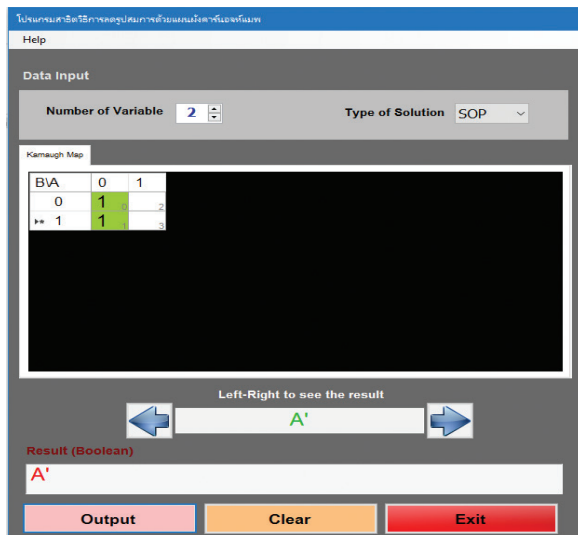 โปรแกรมสาธิตวิธีการลดรูปสมการด้วยแผนผังคาร์นอจห์แมพ
Help
Data Input
Number of Variable 2 Type of Solution SOP
Karnaugh Map
B\A 0 1
0 1 0 2
1 1 1 3
Left-Right to see the result
A'
Result (Boolean)
A'
Output Clear Exit